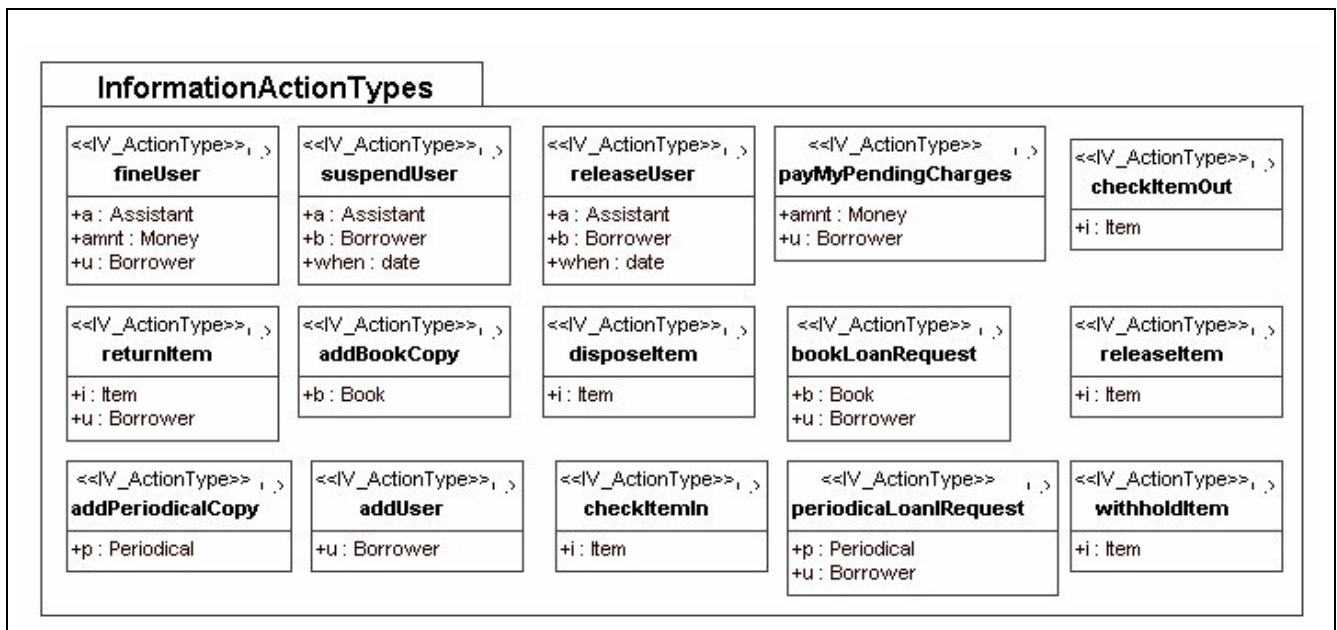 InformationActionTypes
<<IV_ActionType>>
fineUser
+a : Assistant
+amnt : Money
+u : Borrower
<<IV_ActionType>>
suspendUser
+a : Assistant
+b : Borrower
+when : date
<<IV_ActionType>>
releaseUser
+a : Assistant
+b : Borrower
+when : date
<<IV_ActionType>>
payMyPendingCharges
+amnt : Money
+u : Borrower
<<IV_ActionType>>
checkItemOut
+i : Item
<<IV_ActionType>>
returnItem
+i : Item
+u : Borrower
<<IV_ActionType>>
addBookCopy
+b : Book
<<IV_ActionType>>
disposeItem
+i : Item
<<IV_ActionType>>
bookLoanRequest
+b : Book
+u : Borrower
<<IV_ActionType>>
releaseItem
+i : Item
<<IV_ActionType>>
addPeriodicalCopy
+p : Periodical
<<IV_ActionType>>
addUser
+u : Borrower
<<IV_ActionType>>
checkItemIn
+i : Item
<<IV_ActionType>>
periodicaLoanlRequest
+p : Periodical
+u : Borrower
<<IV_ActionType>>
withholdItem
+i : Item